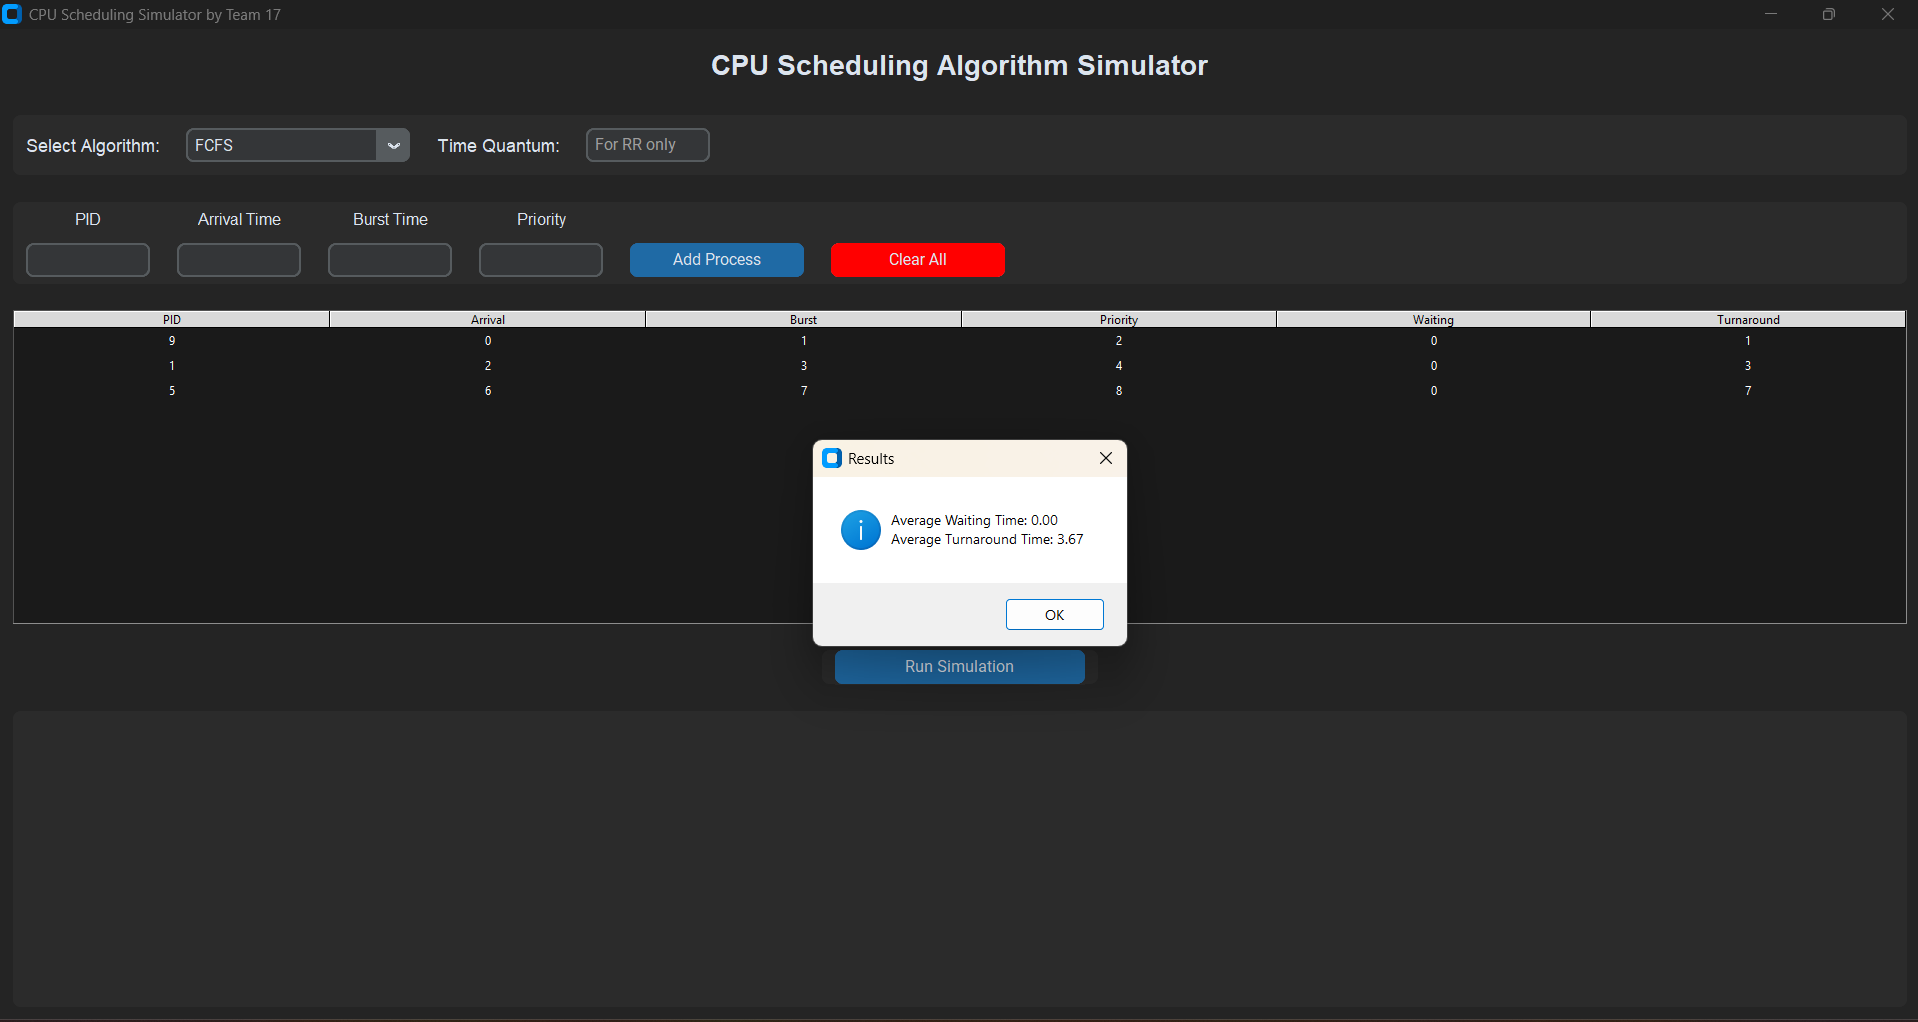 CPU Scheduling Simulator by Team 17
CPU Scheduling Algorithm Simulator
Select Algorithm: FCFS Time Quantum: For RR only
PID Arrival Time Burst Time Priority
Add Process Clear All
PID Arrival Burst Priority Waiting Turnaround
9 0 1 2 0 1
1 2 3 4 0 3
5 6 7 8 0 7
Results
Average Waiting Time: 0.00
Average Turnaround Time: 3.67
OK
Run Simulation